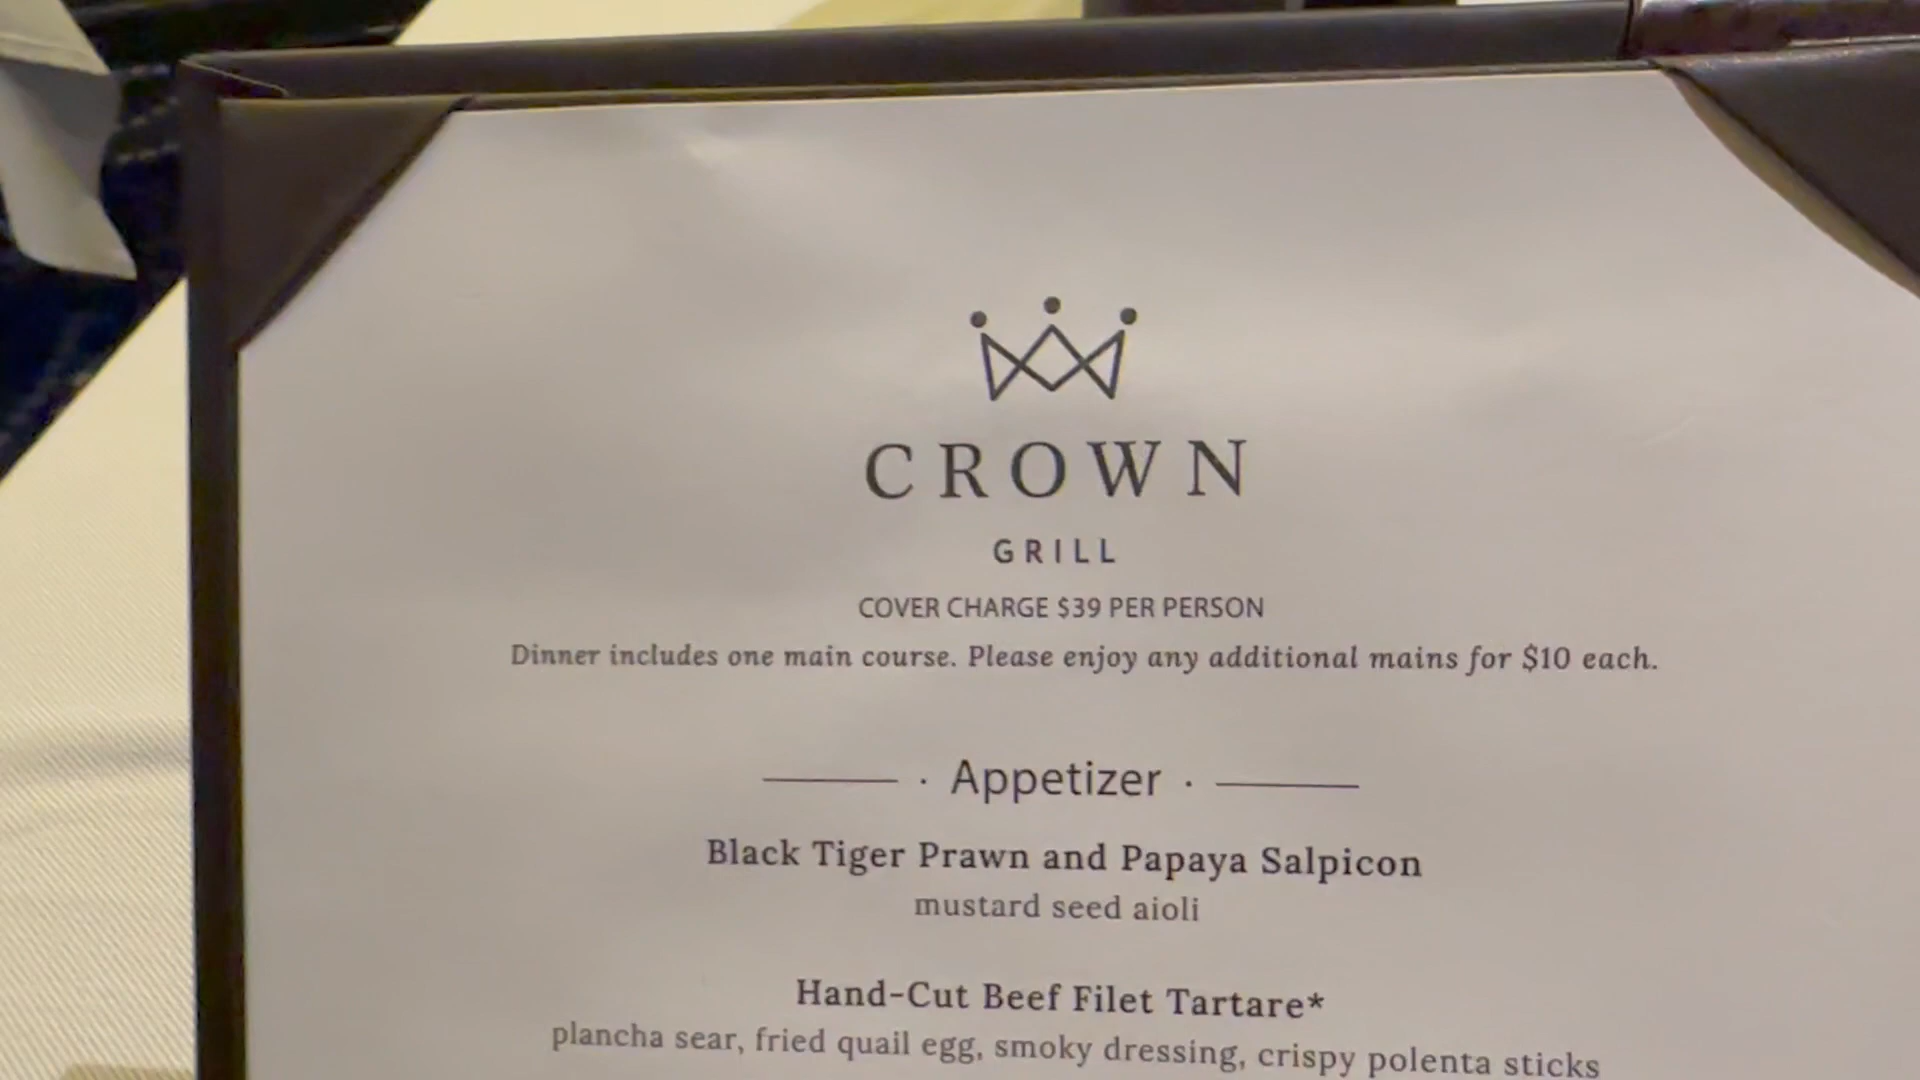 CROWN
GRILL
COVER CHARGE $39 PER PERSON
Dinner includes one main course. Please enjoy any additional mains for $10 each.
· Appetizer ·
Black Tiger Prawn and Papaya Salpicon
mustard seed aioli
Hand-Cut Beef Filet Tartare*
plancha sear, fried quail egg, smoky dressing, crispy polenta sticks